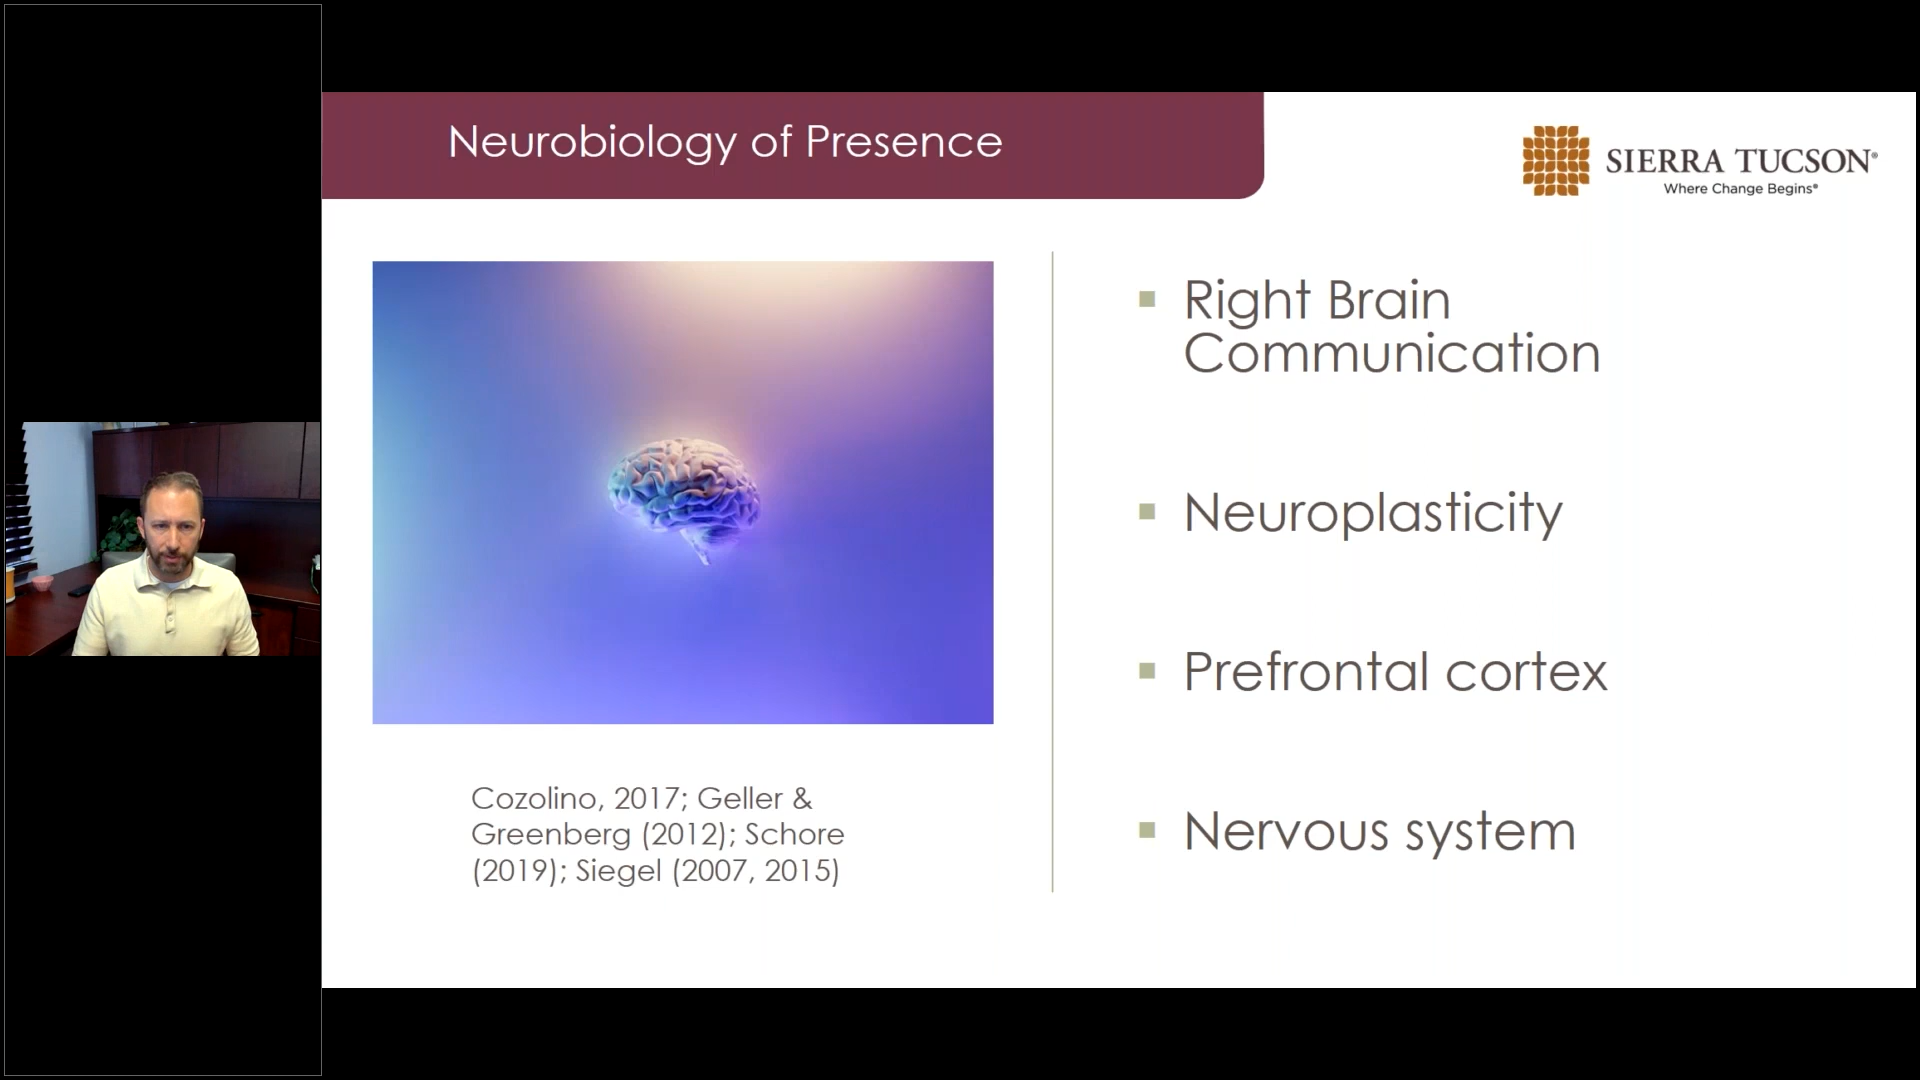 Neurobiology of Presence
SIERRA TUCSON®
Where Change Begins®
Right Brain
Communication
Neuroplasticity
Prefrontal cortex
Nervous system
Cozolino, 2017; Geller &
Greenberg (2012); Schore
(2019); Siegel (2007, 2015)